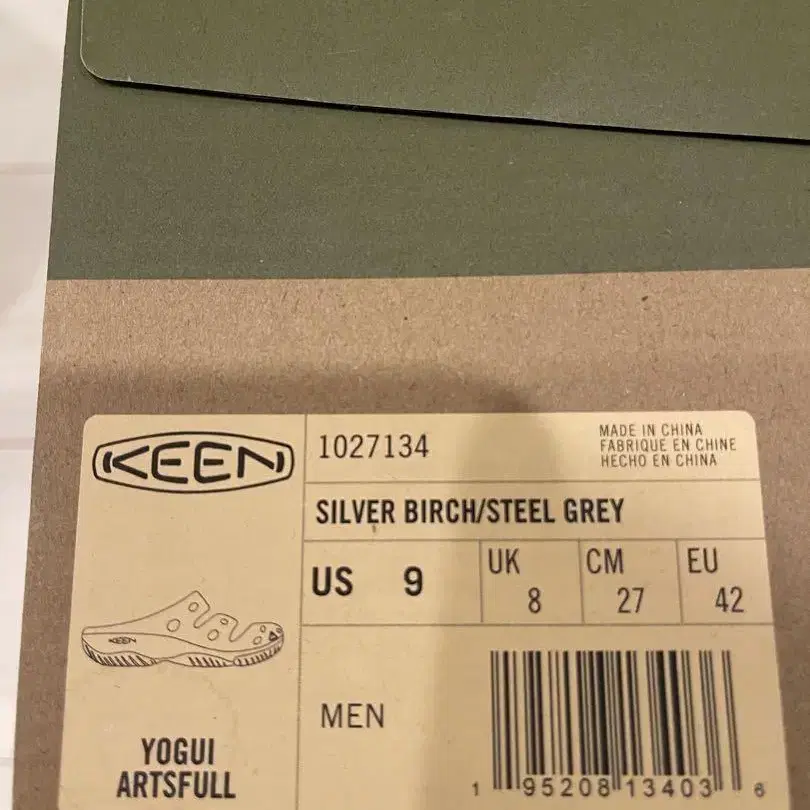 KEEN
1027134
MADE IN CHINA
FABRIQUE EN CHINE
HECHO EN CHINA
SILVER BIRCH/STEEL GREY
US 9
UK 8
CM 27
EU 42
KEEN
YOGUI
ARTSFULL
MEN
1 95208 13403 6